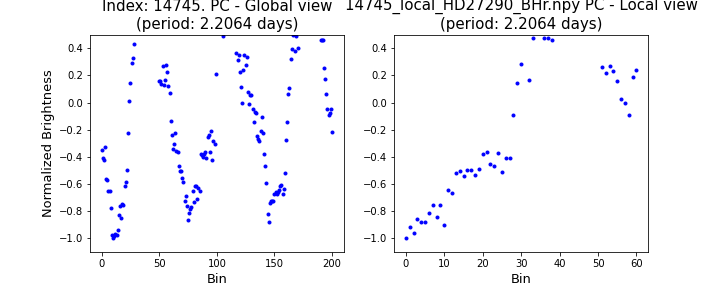 Index: 14745. PC - Global view
(period: 2.2064 days)
14745_local_HD27290_BHr.npy PC - Local view
(period: 2.2064 days)
Normalized Brightness
0.4
0.2
0.0
−0.2
−0.4
−0.6
−0.8
−1.0
0 50 100 150 200
Bin
0.4
0.2
0.0
−0.2
−0.4
−0.6
−0.8
−1.0
0 10 20 30 40 50 60
Bin